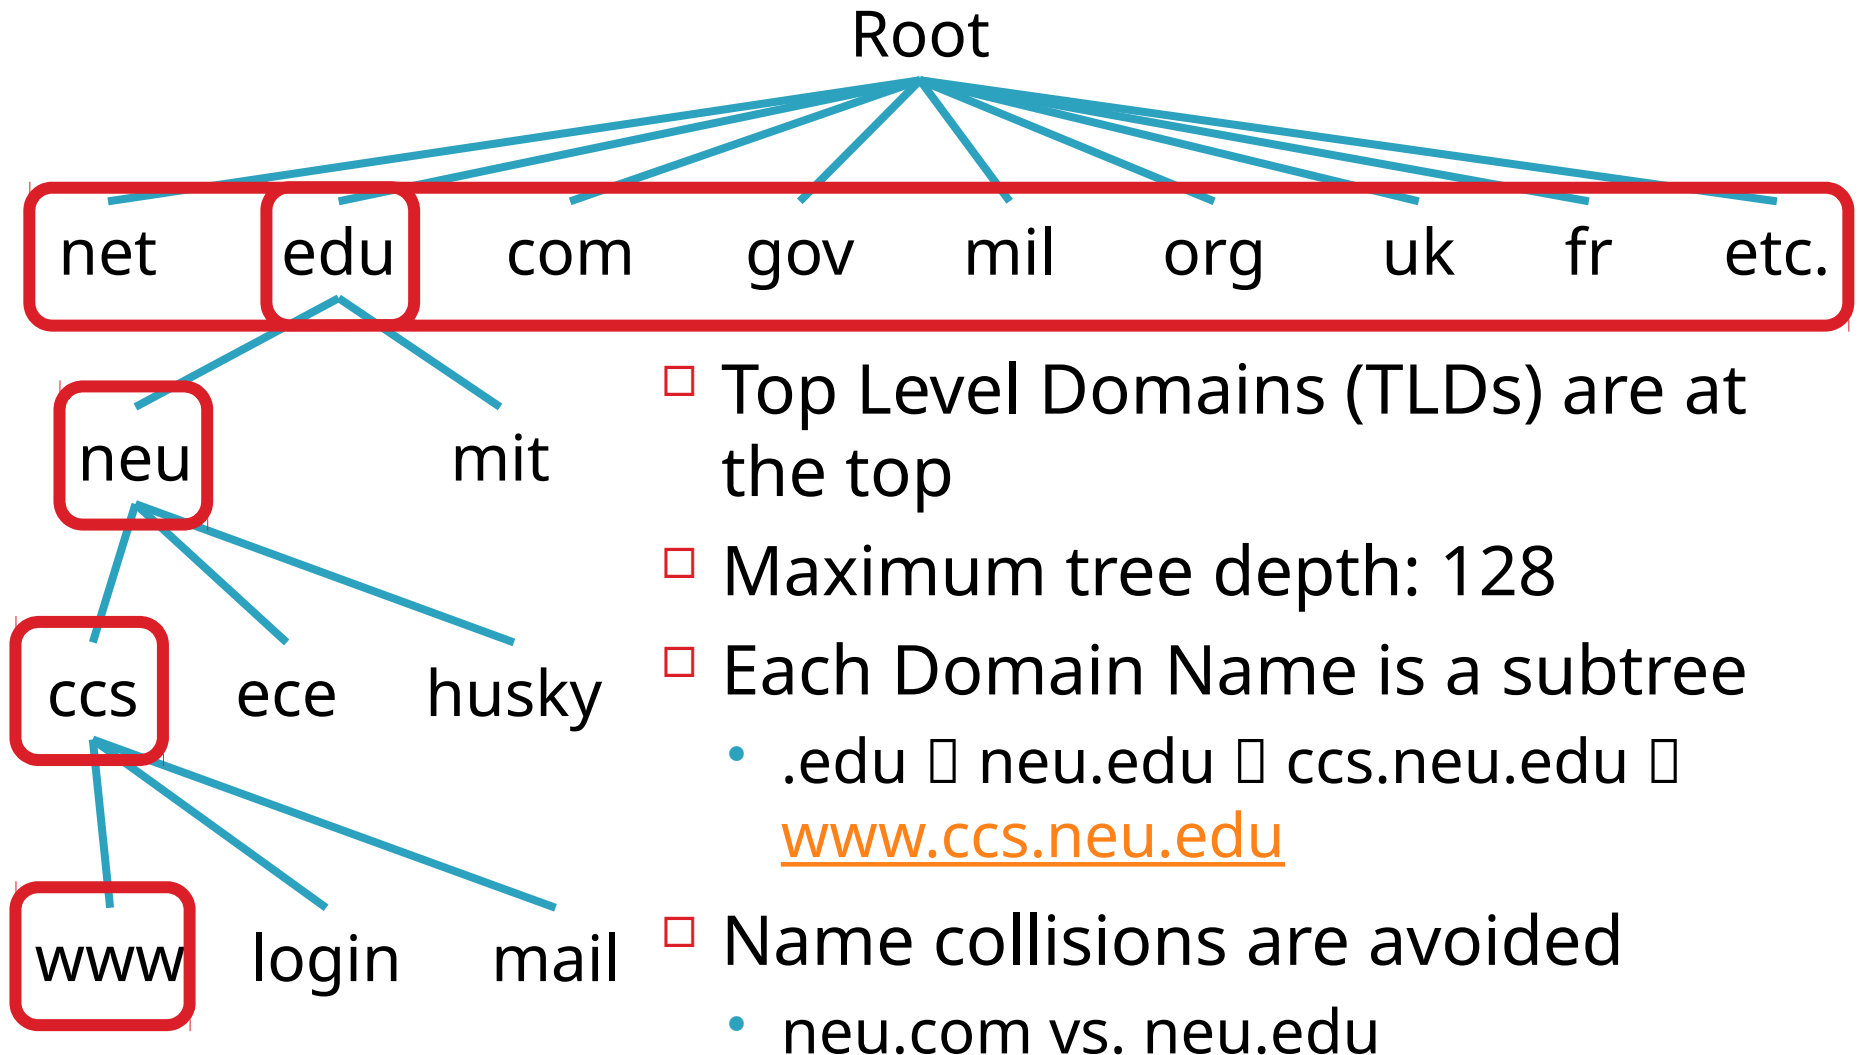 Root
net edu com gov mil org uk fr etc.
neu mit
ccs ece husky
www login mail
Top Level Domains (TLDs) are at
the top
Maximum tree depth: 128
Each Domain Name is a subtree
.edu  neu.edu  ccs.neu.edu 
www.ccs.neu.edu
Name collisions are avoided
neu.com vs. neu.edu